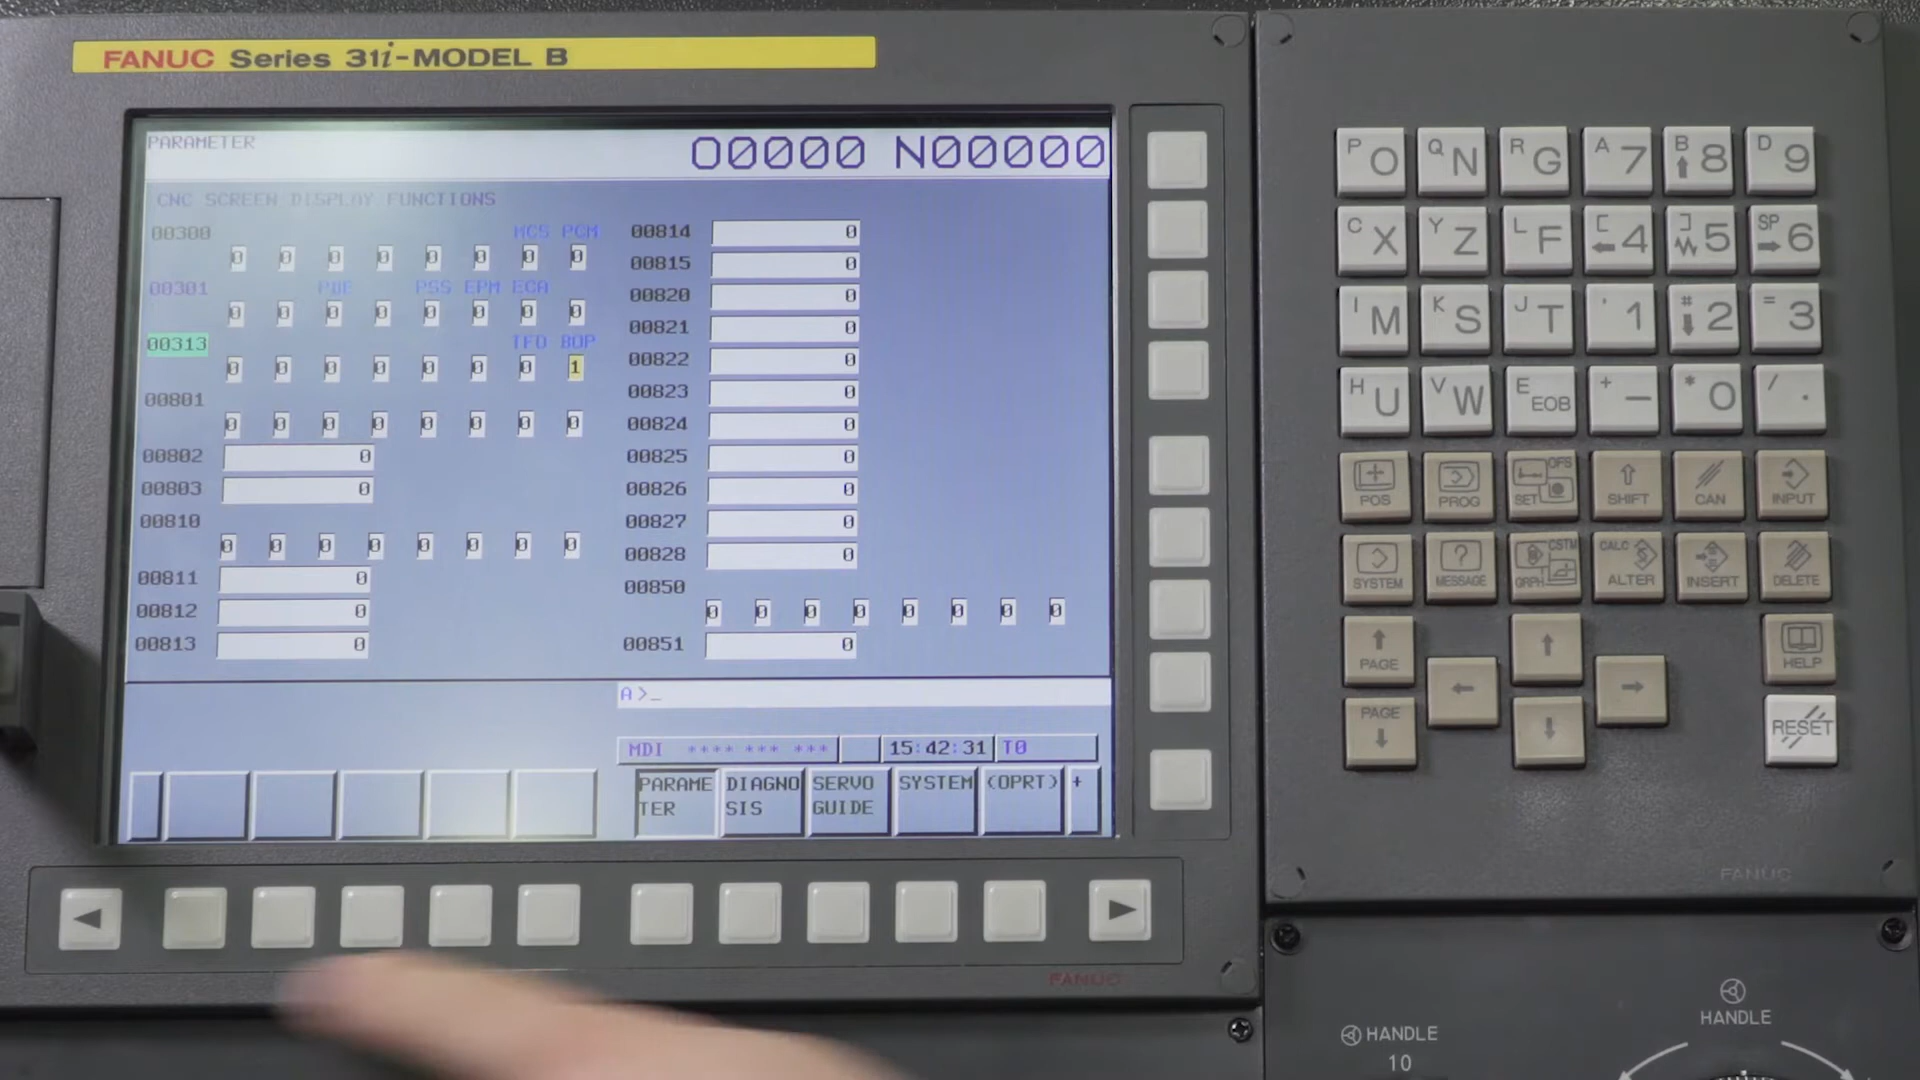 FANUC Series 31i-MODEL B
PARAMETER
O0000 N00000
CNC SCREEN DISPLAY FUNCTIONS
00300 MCS PCM
0 0 0 0 0 0 0 0
00301 PDE PSS EPM ECA
0 0 0 0 0 0 0 0
00313 IFO BOP
0 0 0 0 0 0 0 1
00801
0 0 0 0 0 0 0 0
00802 0
00803 0
00810
0 0 0 0 0 0 0 0
00811 0
00812 0
00813 0
00814 0
00815 0
00820 0
00821 0
00822 0
00823 0
00824 0
00825 0
00826 0
00827 0
00828 0
00850
0 0 0 0 0 0 0 0
00851 0
A >_
MDI **** *** *** 15:42:31 T0
PARAME DIAGNO SERVO SYSTEM (OPRT) +
TER SIS GUIDE
FANUC
P O Q N R G A 7 B 8 D 9
C X Y Z L F [ 4 ] 5 SP 6
I M K S J T ' 1 # 2 = 3
H U V W E EOB + - * 0 / .
POS PROG OFS SET SHIFT CAN INPUT
SYSTEM MESSAGE CSTM GRPH CALC ALTER INSERT DELETE
PAGE HELP
PAGE RESET
FANUC
HANDLE
HANDLE
10